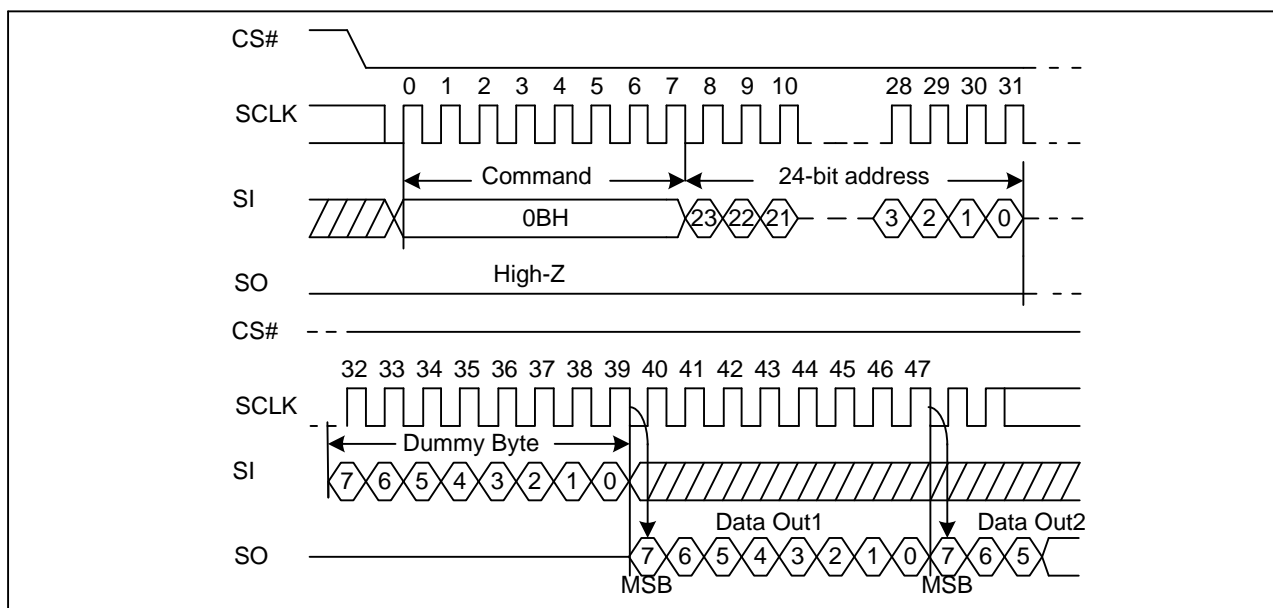 CS#
0 1 2 3 4 5 6 7 8 9 10 28 29 30 31
SCLK
Command 24-bit address
SI
0BH 23 22 21 3 2 1 0
High-Z
SO
CS#
32 33 34 35 36 37 38 39 40 41 42 43 44 45 46 47
SCLK
Dummy Byte
SI
7 6 5 4 3 2 1 0
Data Out1 Data Out2
SO
7 6 5 4 3 2 1 0 7 6 5
MSB MSB